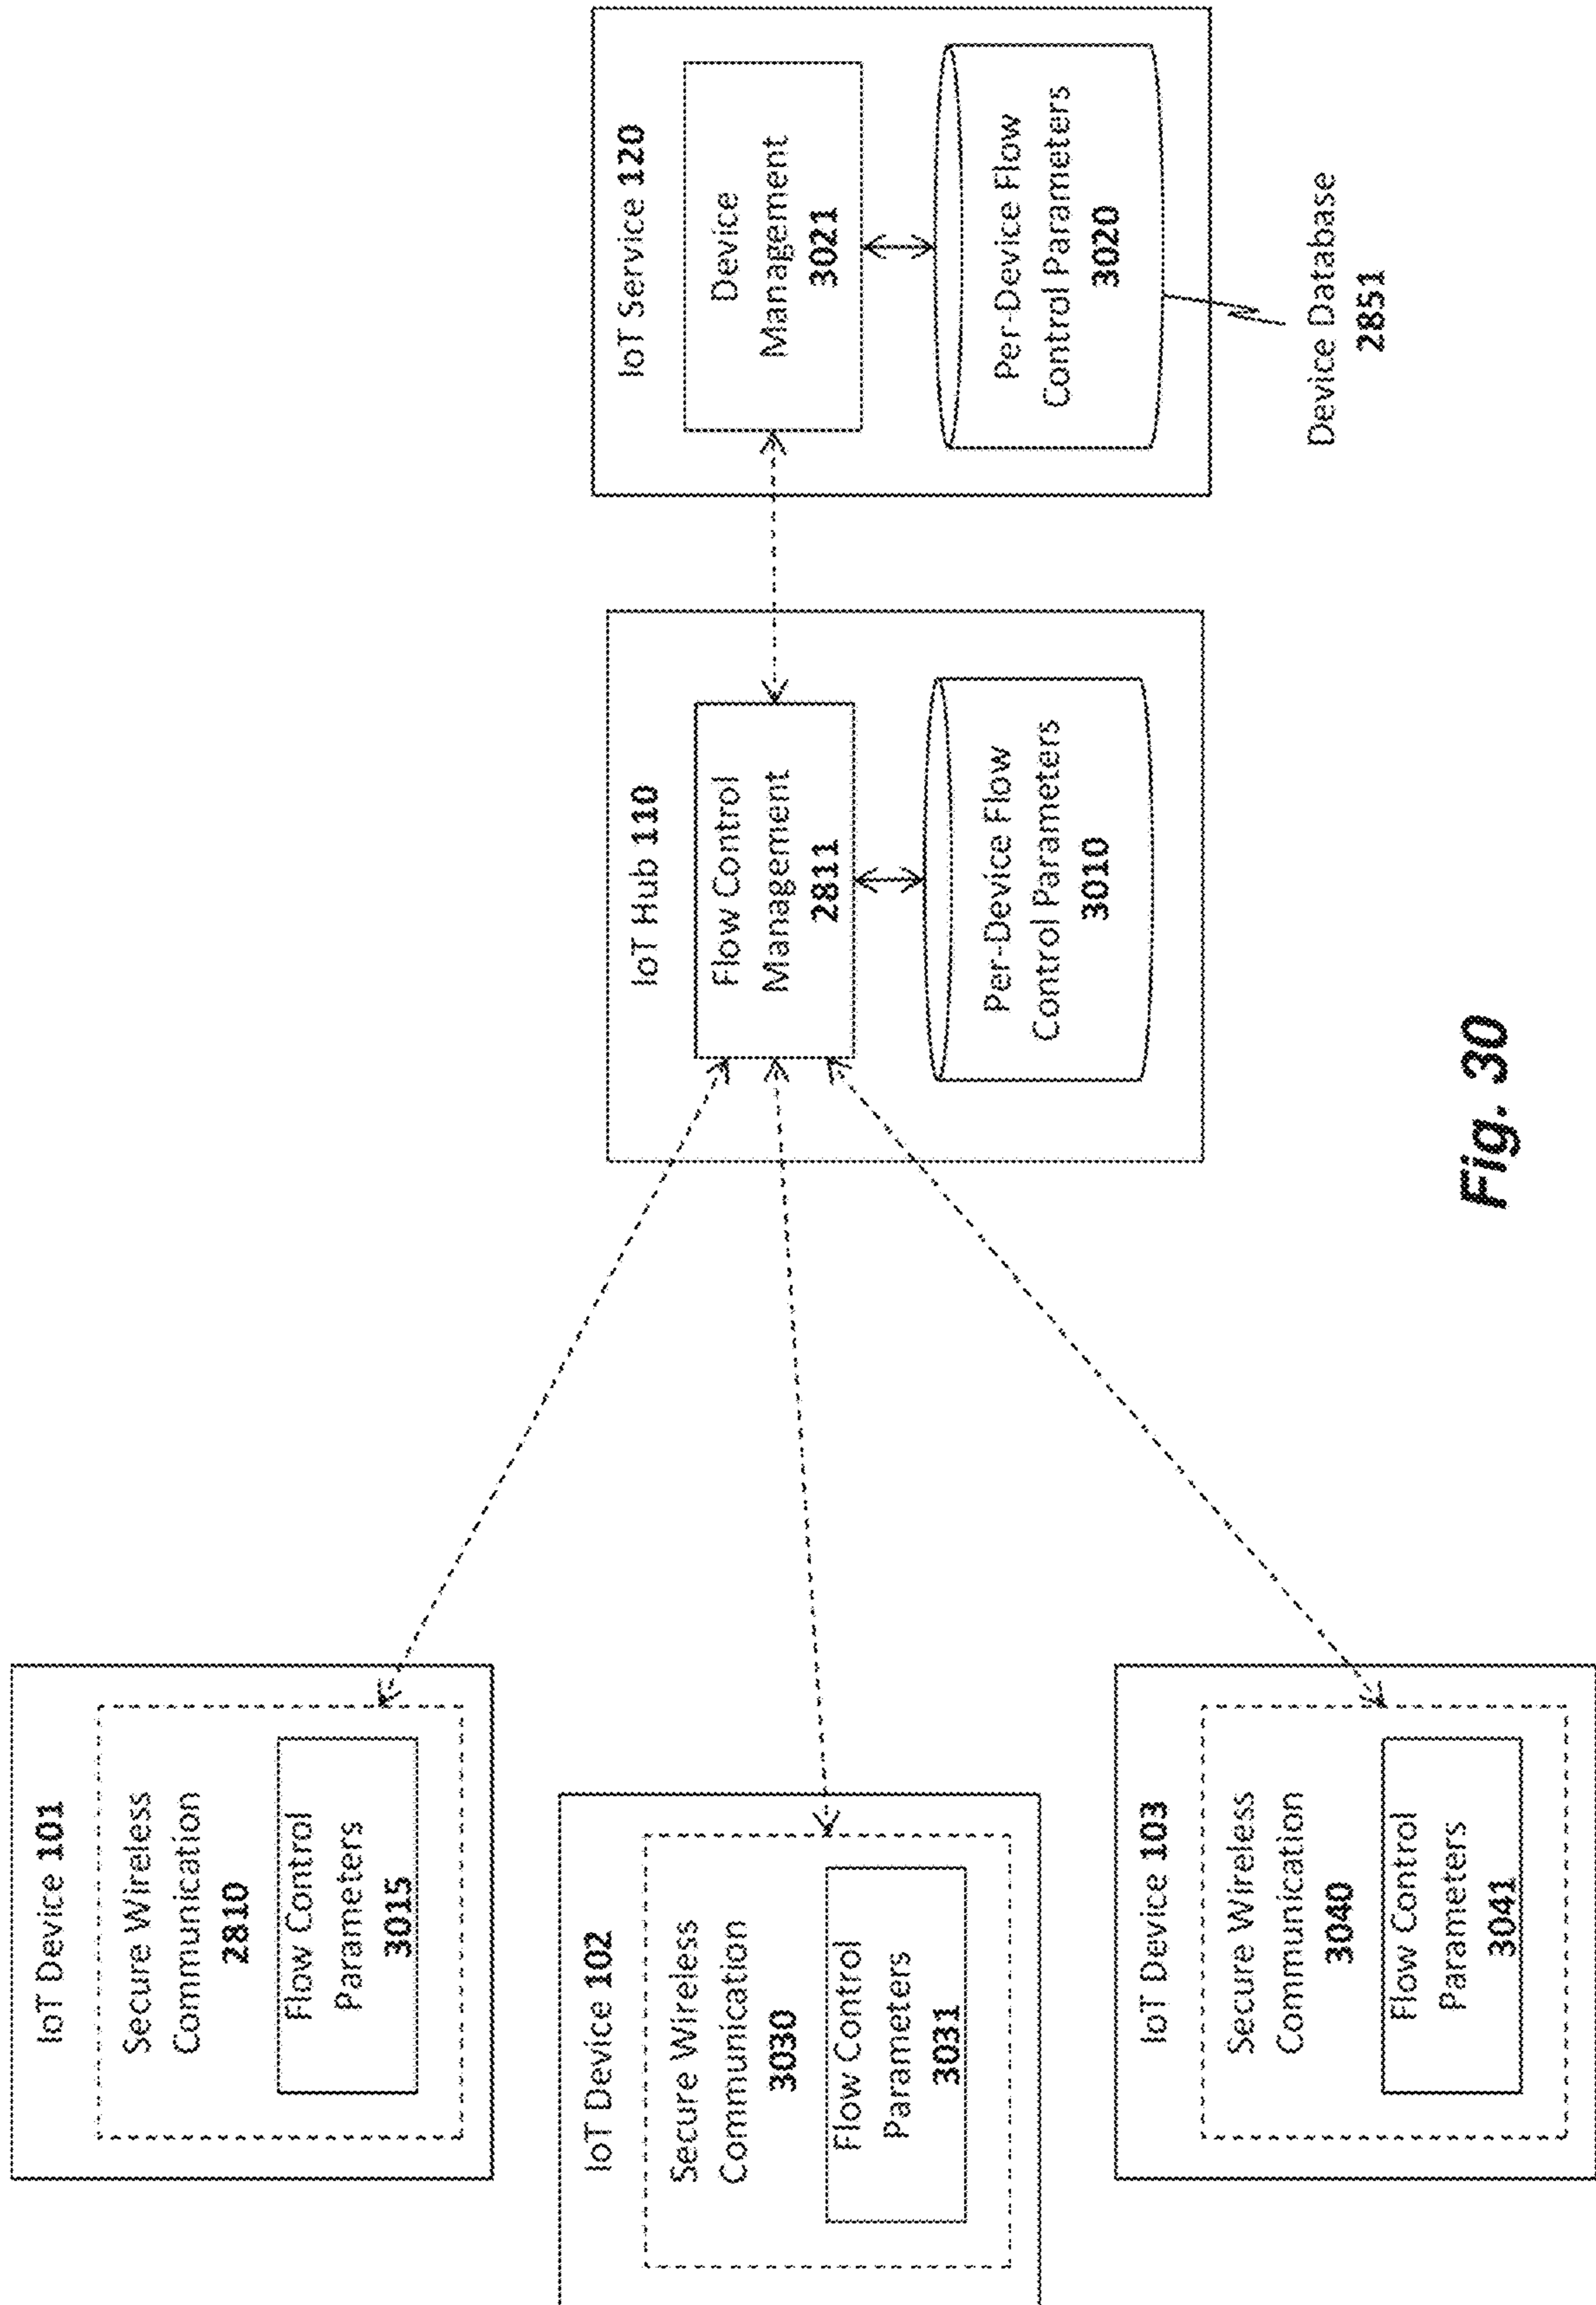 IoT Device 101
Secure Wireless
Communication
2810
Flow Control
Parameters
3015
IoT Device 102
Secure Wireless
Communication
3030
Flow Control
Parameters
3031
IoT Device 103
Secure Wireless
Communication
3040
Flow Control
Parameters
3041
IoT Hub 110
Flow Control
Management
2811
Per-Device Flow
Control Parameters
3010
IoT Service 120
Device
Management
3021
Per-Device Flow
Control Parameters
3020
Device Database
2851
Fig. 30